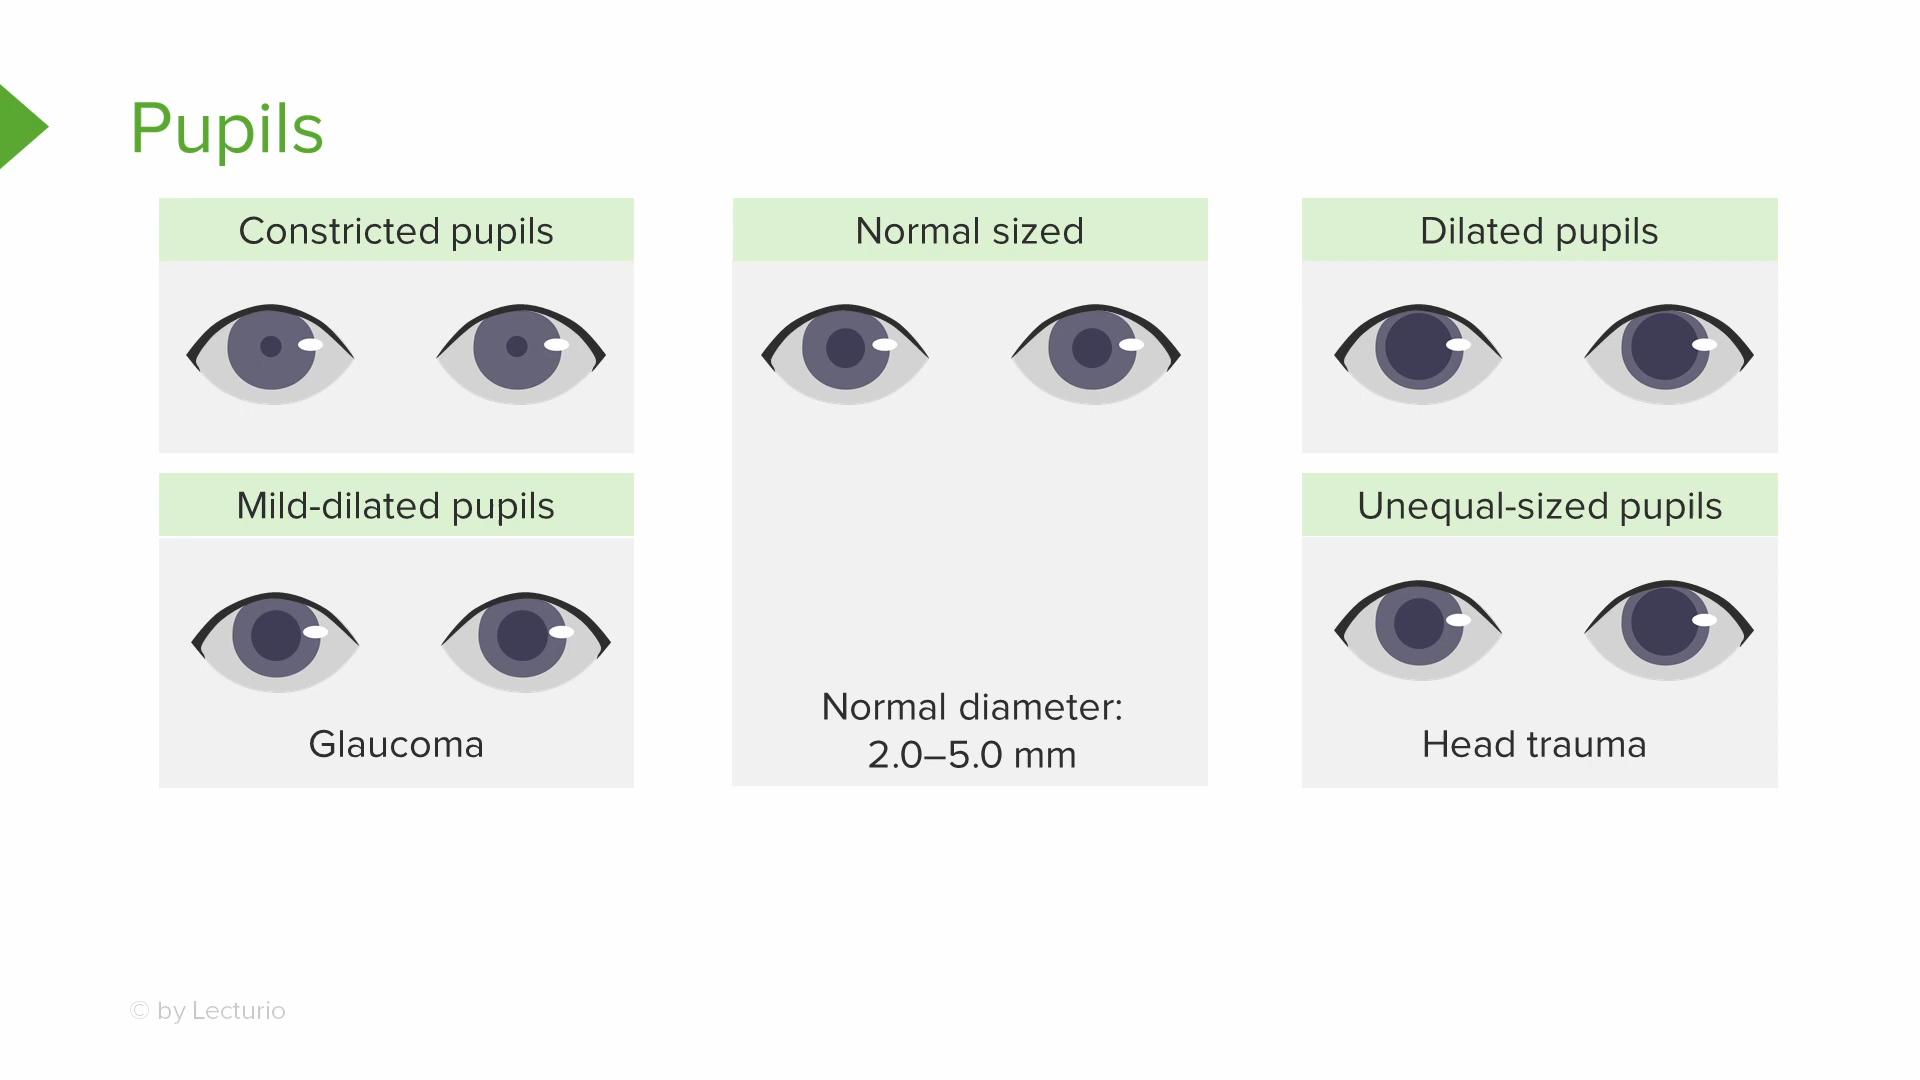 Pupils
Constricted pupils
Normal sized
Dilated pupils
Mild-dilated pupils
Unequal-sized pupils
Glaucoma
Normal diameter:
2.0–5.0 mm
Head trauma
© by Lecturio